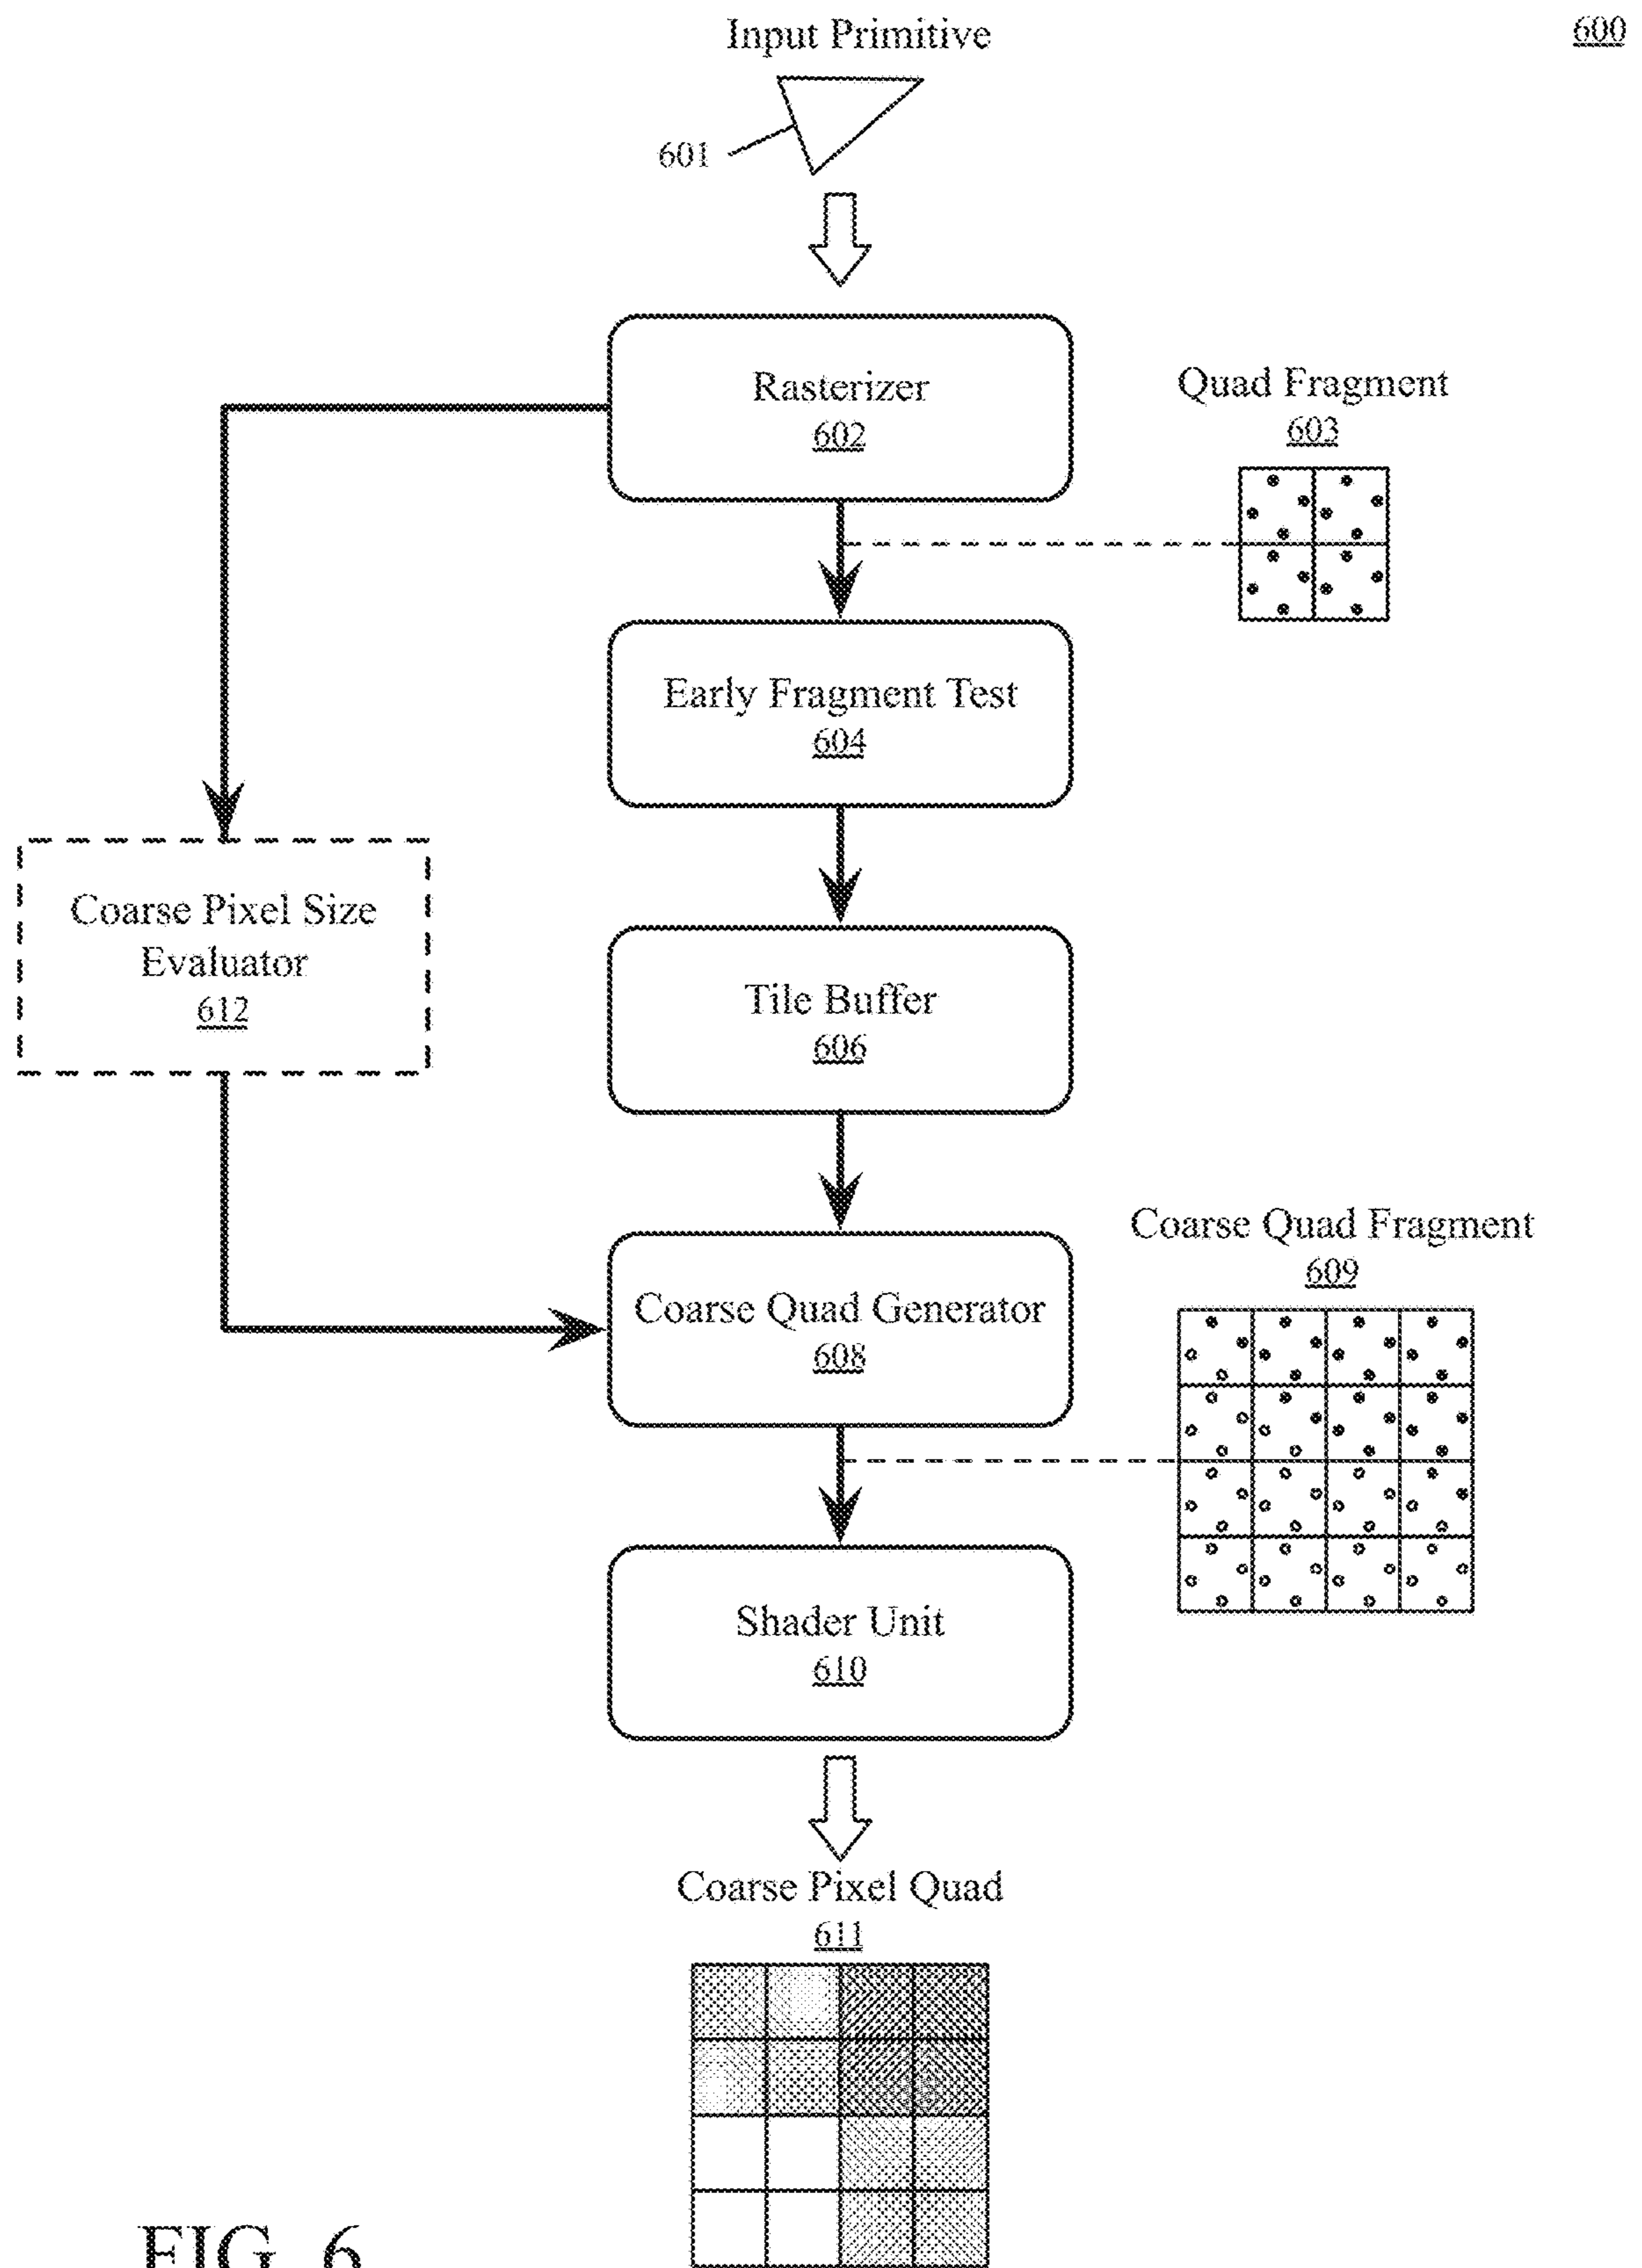 600
Input Primitive
601
Rasterizer
602
Quad Fragment
603
Early Fragment Test
604
Coarse Pixel Size
Evaluator
612
Tile Buffer
606
Coarse Quad Generator
608
Coarse Quad Fragment
609
Shader Unit
610
Coarse Pixel Quad
611
FIG. 6